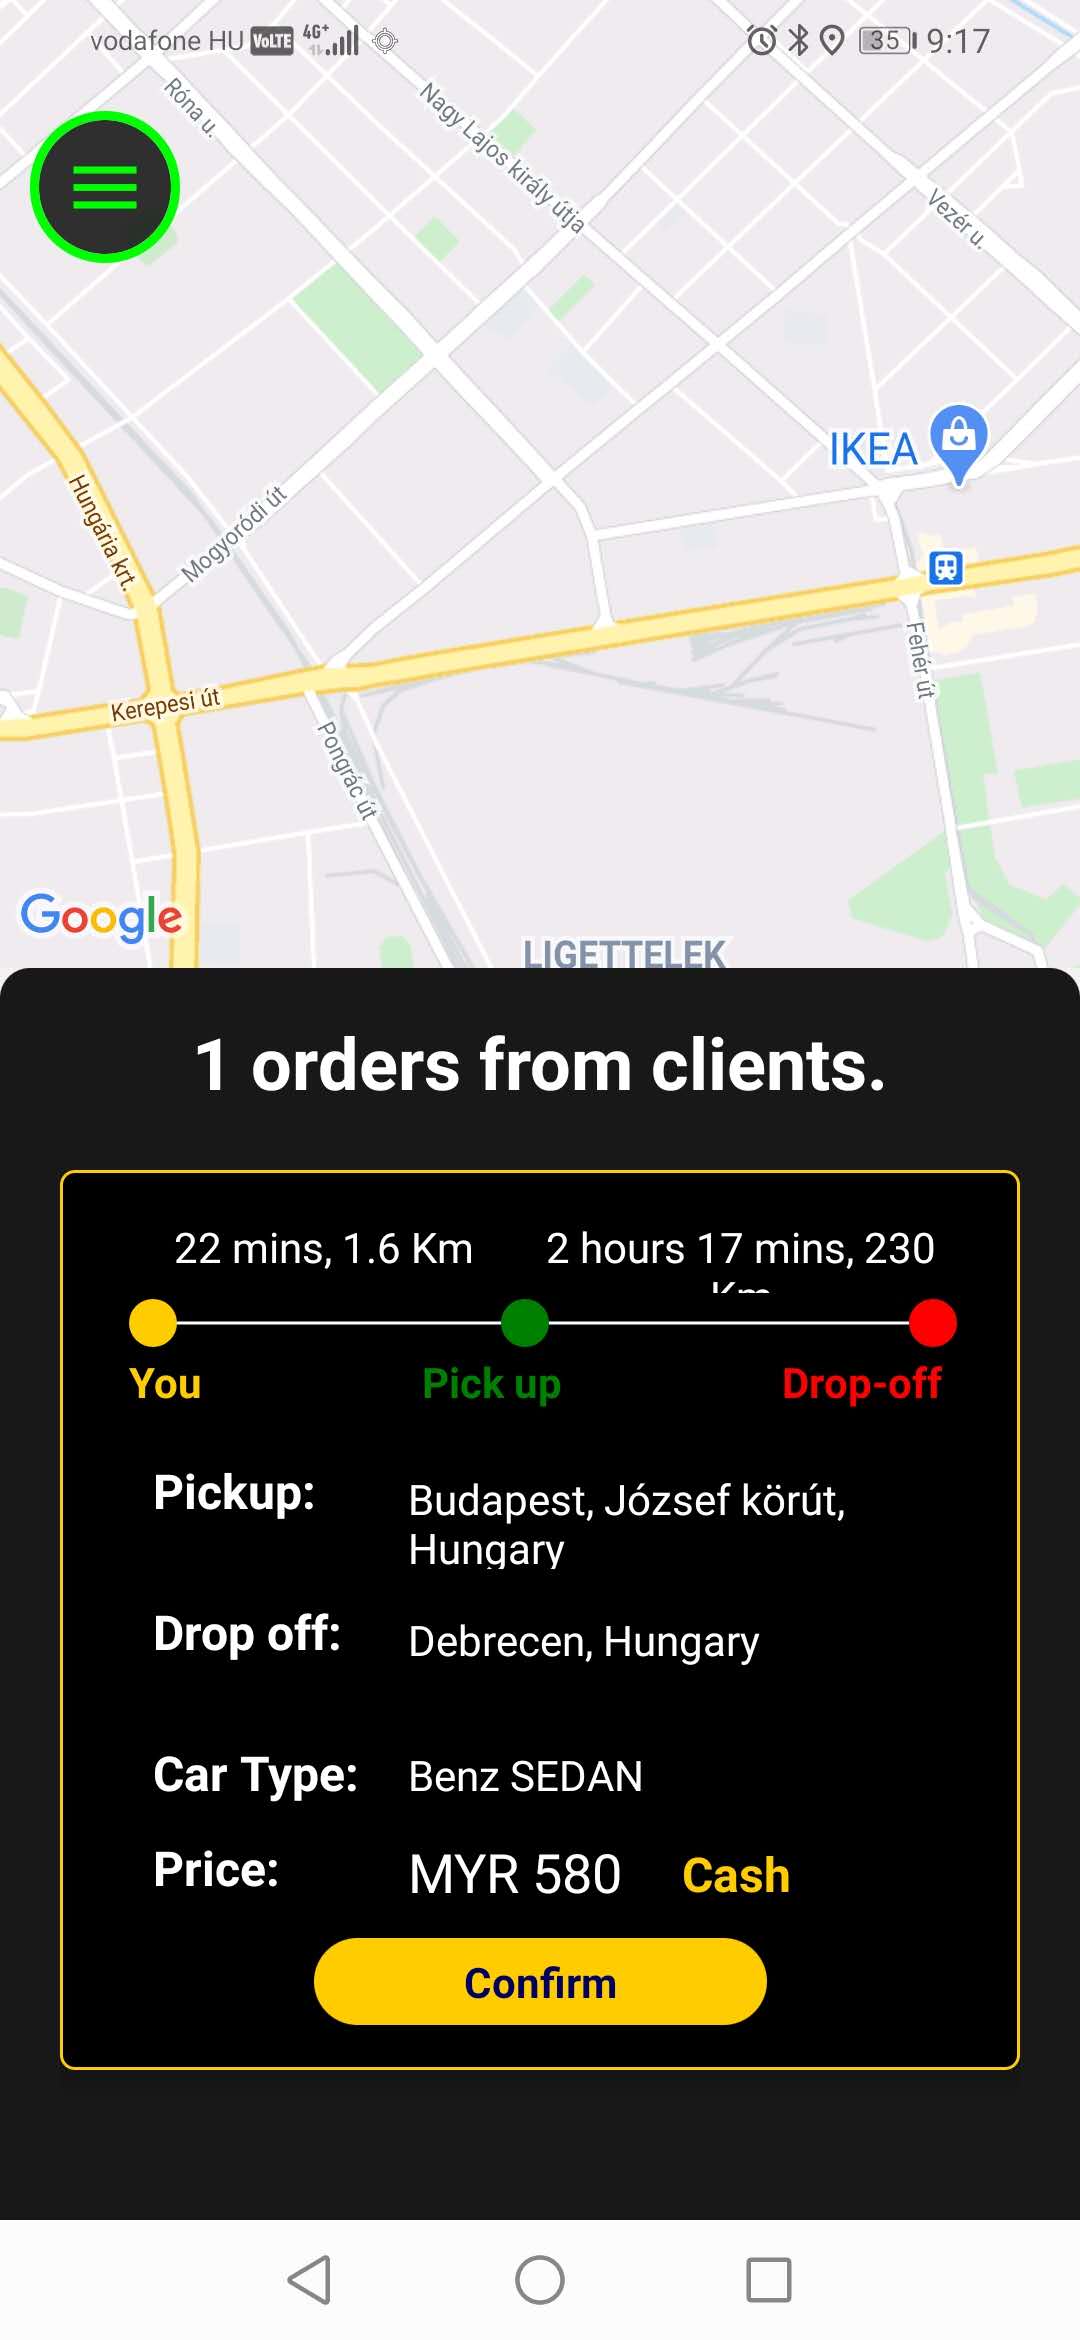 vodafone HU VoLTE 4G+ 35 9:17
Róna u.
Nagy Lajos király útja
Vezér u.
IKEA
Hungária krt.
Mogyoródi út
Fehér út
Kerepesi út
Pongrác út
Google
LIGETTELEK
1 orders from clients.
22 mins, 1.6 Km
2 hours 17 mins, 230
Km
You
Pick up
Drop-off
Pickup:
Budapest, József körút,
Hungary
Drop off:
Debrecen, Hungary
Car Type:
Benz SEDAN
Price:
MYR 580
Cash
Confirm